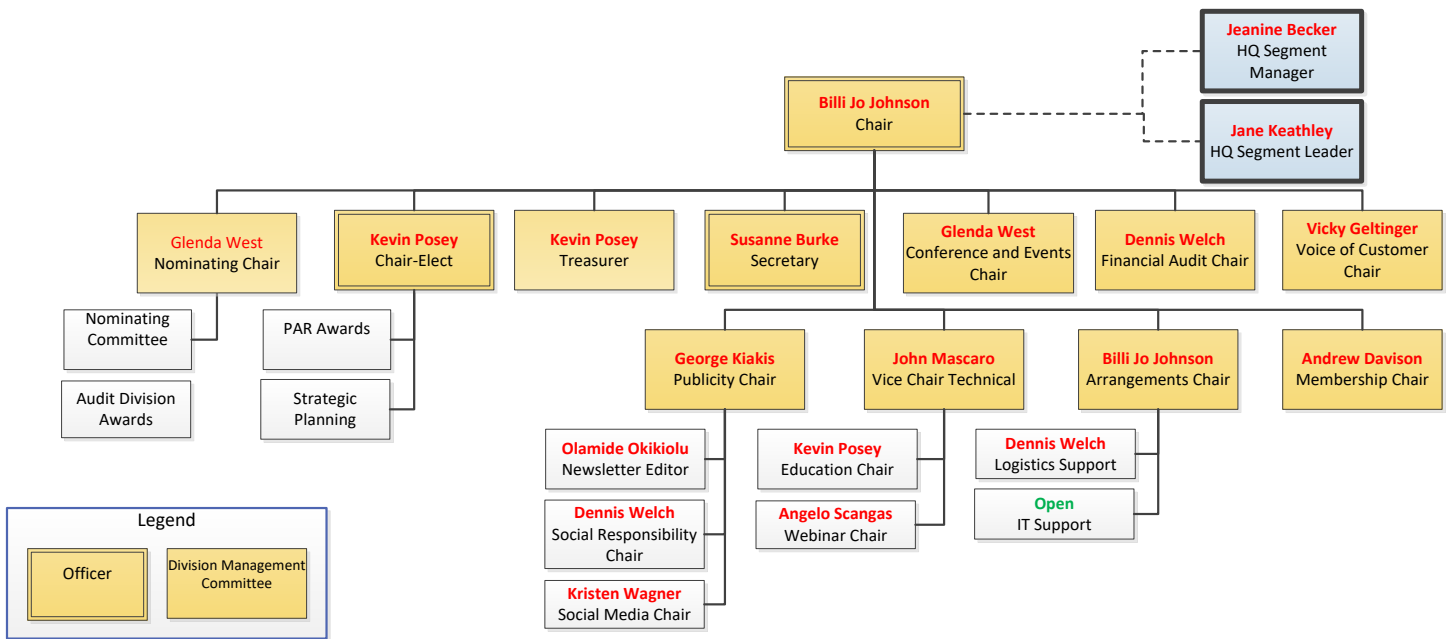 Jeanine Becker
HQ Segment
Manager
Billi Jo Johnson
Chair
Jane Keathley
HQ Segment Leader
Glenda West
Nominating Chair
Kevin Posey
Chair-Elect
Kevin Posey
Treasurer
Susanne Burke
Secretary
Glenda West
Conference and Events
Chair
Dennis Welch
Financial Audit Chair
Vicky Geltinger
Voice of Customer
Chair
Nominating
Committee
Audit Division
Awards
PAR Awards
Strategic
Planning
George Kiakis
Publicity Chair
John Mascaro
Vice Chair Technical
Billi Jo Johnson
Arrangements Chair
Andrew Davison
Membership Chair
Olamide Okikiolu
Newsletter Editor
Dennis Welch
Social Responsibility
Chair
Kristen Wagner
Social Media Chair
Kevin Posey
Education Chair
Angelo Scangas
Webinar Chair
Dennis Welch
Logistics Support
Open
IT Support
Legend
Officer
Division Management
Committee